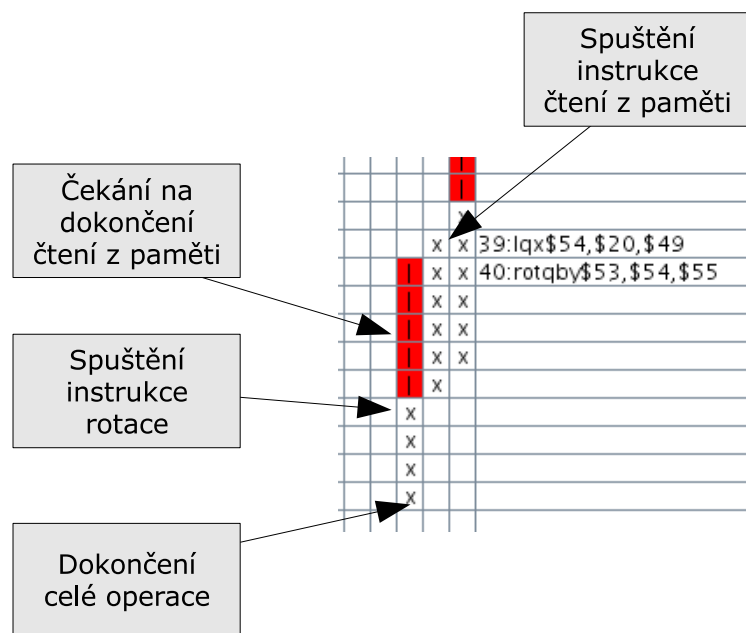 Spuštění
instrukce
čtení z paměti
Čekání na
dokončení
čtení z paměti
x
x x 39:lqx$54,$20,$49
| x x 40:rotqby$53,$54,$55
| x x
| x x
| x x
| x
x
x
x
x
Spuštění
instrukce
rotace
Dokončení
celé operace